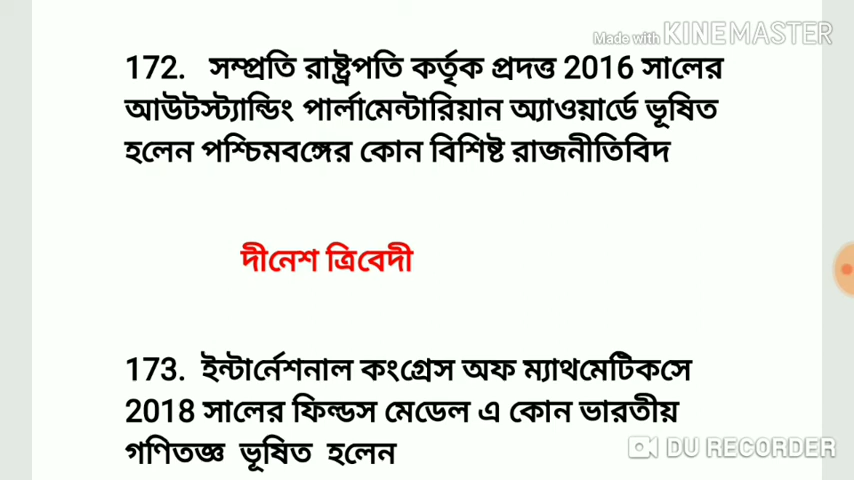 Made with KINEMASTER
172. সম্প্রতি রাষ্ট্রপতি কর্তৃক প্রদত্ত 2016 সালের
আউটস্ট্যান্ডিং পার্লামেন্টারিয়ান অ্যাওয়ার্ডে ভূষিত
হলেন পশ্চিমবঙ্গের কোন বিশিষ্ট রাজনীতিবিদ
দীনেশ ত্রিবেদী
173. ইন্টার্নেশনাল কংগ্রেস অফ ম্যাথমেটিকসে
2018 সালের ফিল্ডস মেডেল এ কোন ভারতীয়
গণিতজ্ঞ ভূষিত হলেন
DU RECORDER